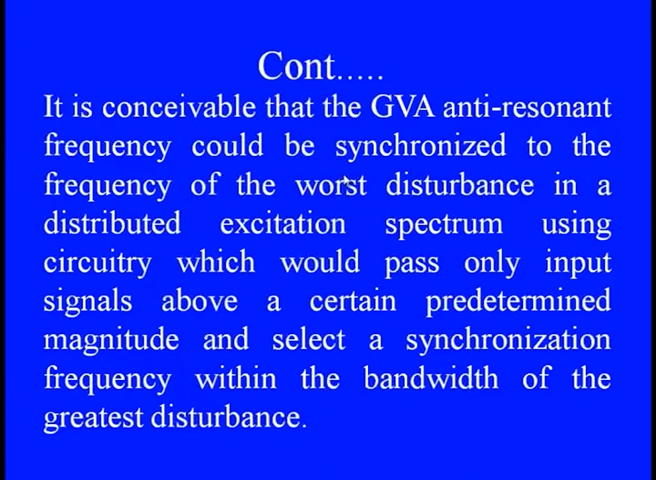 Cont.....
It is conceivable that the GVA anti-resonant
frequency could be synchronized to the
frequency of the worst disturbance in a
distributed excitation spectrum using
circuitry which would pass only input
signals above a certain predetermined
magnitude and select a synchronization
frequency within the bandwidth of the
greatest disturbance.